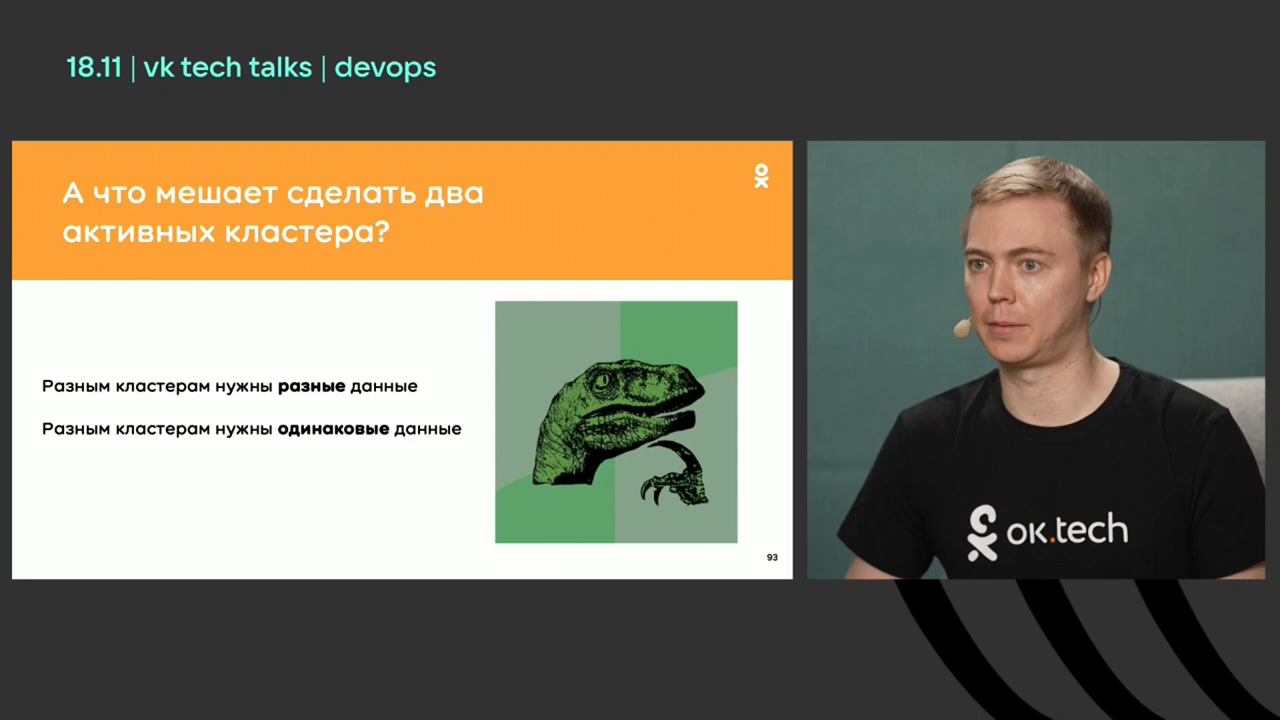 18.11 | vk tech talks | devops
А что мешает сделать два
активных кластера?
Разным кластерам нужны разные данные
Разным кластерам нужны одинаковые данные
93
ок.tech